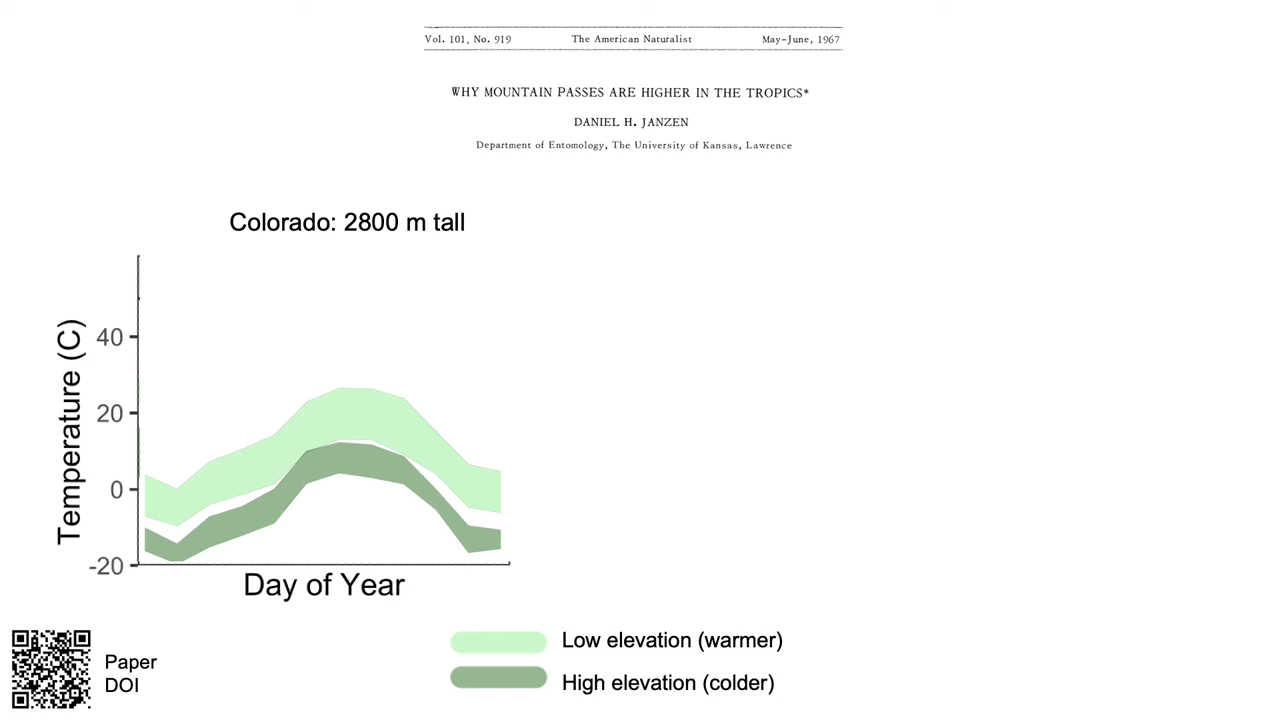 Vol. 101, No. 919 The American Naturalist May-June, 1967
WHY MOUNTAIN PASSES ARE HIGHER IN THE TROPICS*
DANIEL H. JANZEN
Department of Entomology, The University of Kansas, Lawrence
Colorado: 2800 m tall
Temperature (C)
40
20
0
-20
Day of Year
Low elevation (warmer)
High elevation (colder)
Paper
DOI